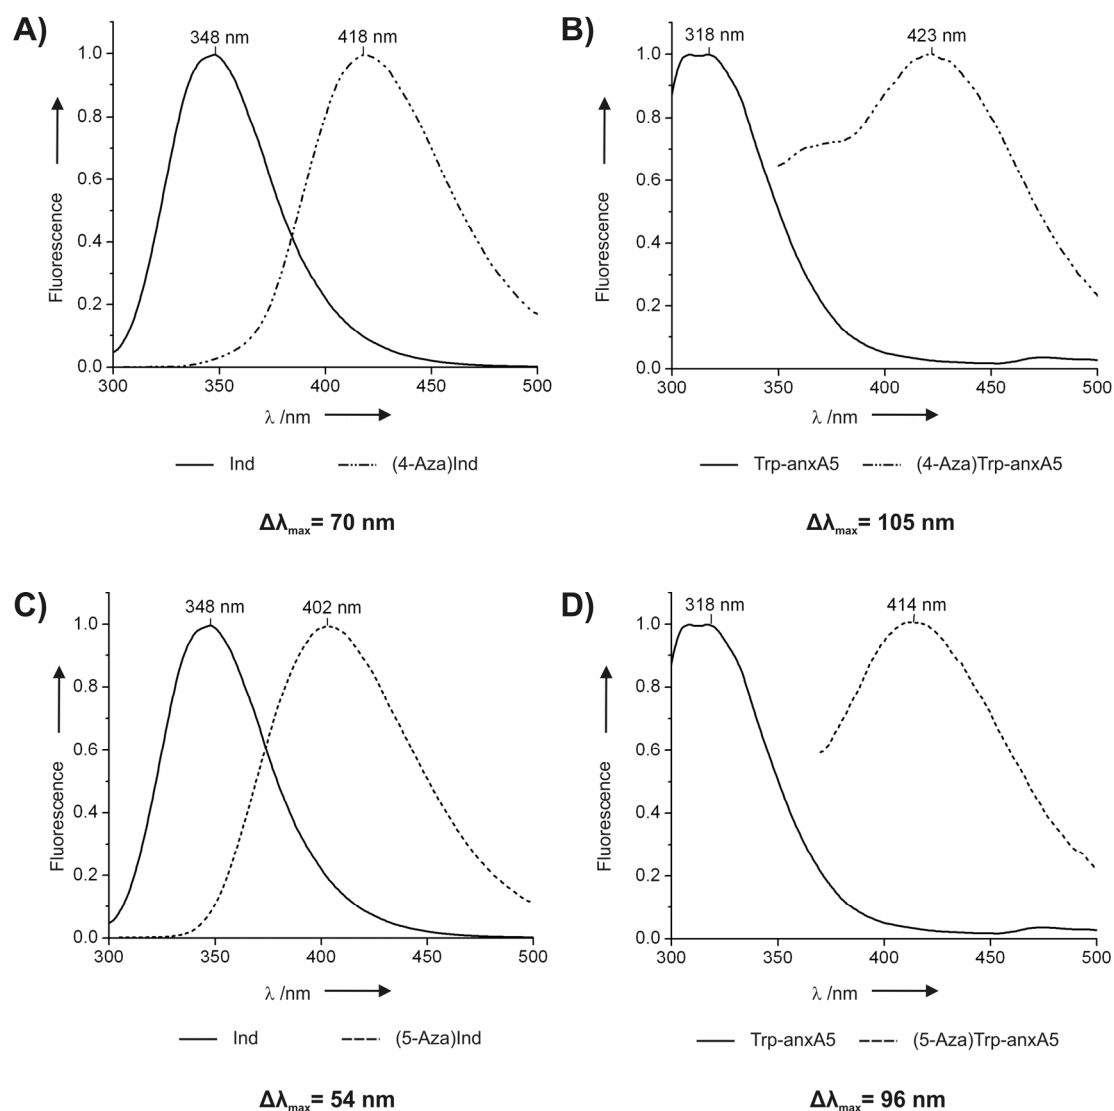 A)
348 nm 418 nm
1.0
0.8
0.6
0.4
0.2
0.0
Fluorescence
300 350 400 450 500
λ /nm
Ind (4-Aza)Ind
Δλmax= 70 nm
B)
318 nm 423 nm
1.0
0.8
0.6
0.4
0.2
0.0
Fluorescence
300 350 400 450 500
λ /nm
Trp-anxA5 (4-Aza)Trp-anxA5
Δλmax= 105 nm
C)
348 nm 402 nm
1.0
0.8
0.6
0.4
0.2
0.0
Fluorescence
300 350 400 450 500
λ /nm
Ind (5-Aza)Ind
Δλmax= 54 nm
D)
318 nm 414 nm
1.0
0.8
0.6
0.4
0.2
0.0
Fluorescence
300 350 400 450 500
λ /nm
Trp-anxA5 (5-Aza)Trp-anxA5
Δλmax= 96 nm